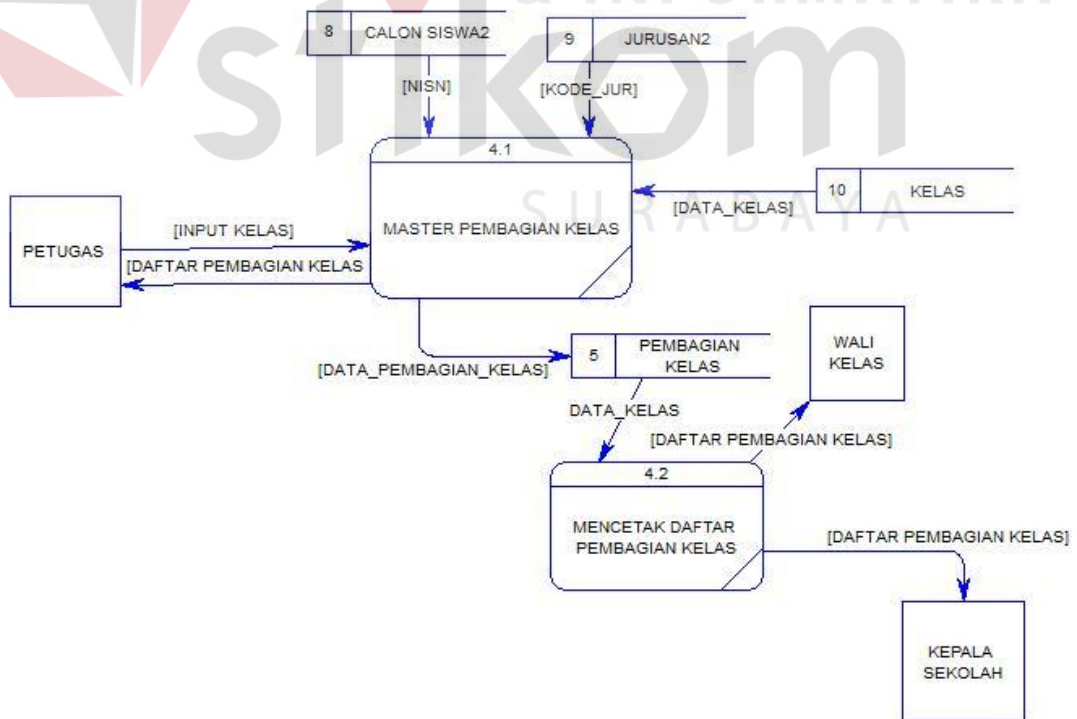 & INFORMATIKA
stikom
SURABAYA
8 CALON SISWA2
9 JURUSAN2
[NISN]
[KODE_JUR]
4.1
MASTER PEMBAGIAN KELAS
10 KELAS
[DATA_KELAS]
PETUGAS
[INPUT KELAS]
[DAFTAR PEMBAGIAN KELAS
[DATA_PEMBAGIAN_KELAS]
5 PEMBAGIAN
KELAS
WALI
KELAS
DATA_KELAS
[DAFTAR PEMBAGIAN KELAS]
4.2
MENCETAK DAFTAR
PEMBAGIAN KELAS
[DAFTAR PEMBAGIAN KELAS]
KEPALA
SEKOLAH